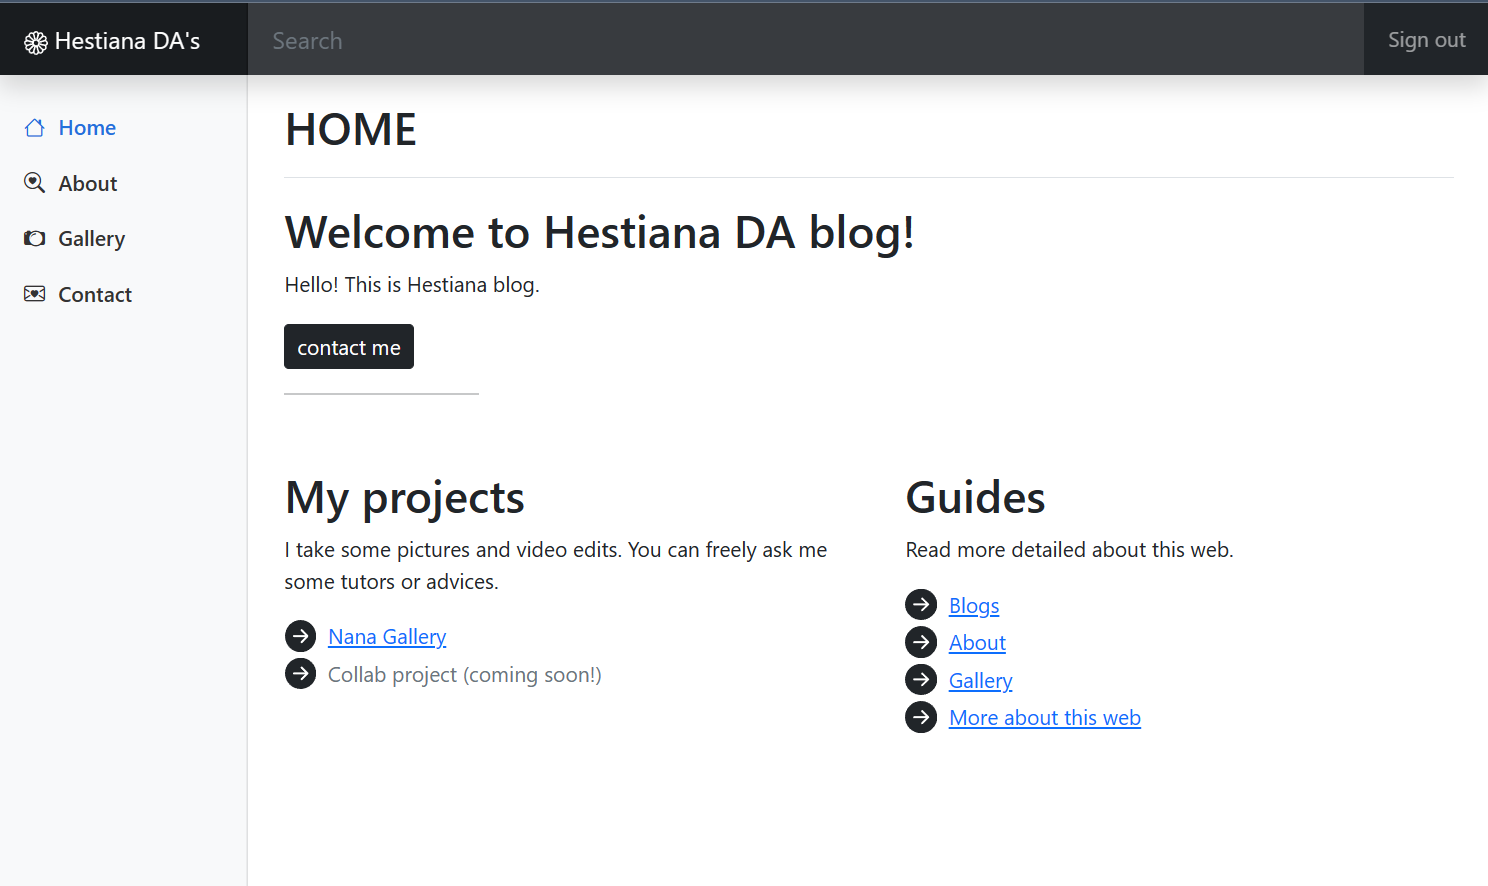 Hestiana DA's
Search
Sign out
Home
About
Gallery
Contact
HOME
Welcome to Hestiana DA blog!
Hello! This is Hestiana blog.
contact me
My projects
I take some pictures and video edits. You can freely ask me
some tutors or advices.
Nana Gallery
Collab project (coming soon!)
Guides
Read more detailed about this web.
Blogs
About
Gallery
More about this web